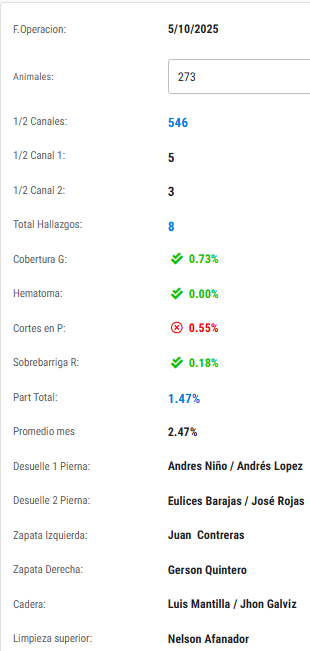 F.Operacion: 5/10/2025
Animales: 273
1/2 Canales: 546
1/2 Canal 1: 5
1/2 Canal 2: 3
Total Hallazgos: 8
Cobertura G: 0.73%
Hematoma: 0.00%
Cortes en P: 0.55%
Sobrebarriga R: 0.18%
Part Total: 1.47%
Promedio mes 2.47%
Desuelle 1 Pierna: Andres Niño / Andrés Lopez
Desuelle 2 Pierna: Eulices Barajas / José Rojas
Zapata Izquierda: Juan  Contreras
Zapata Derecha: Gerson Quintero
Cadera: Luis Mantilla / Jhon Galviz
Limpieza superior: Nelson Afanador